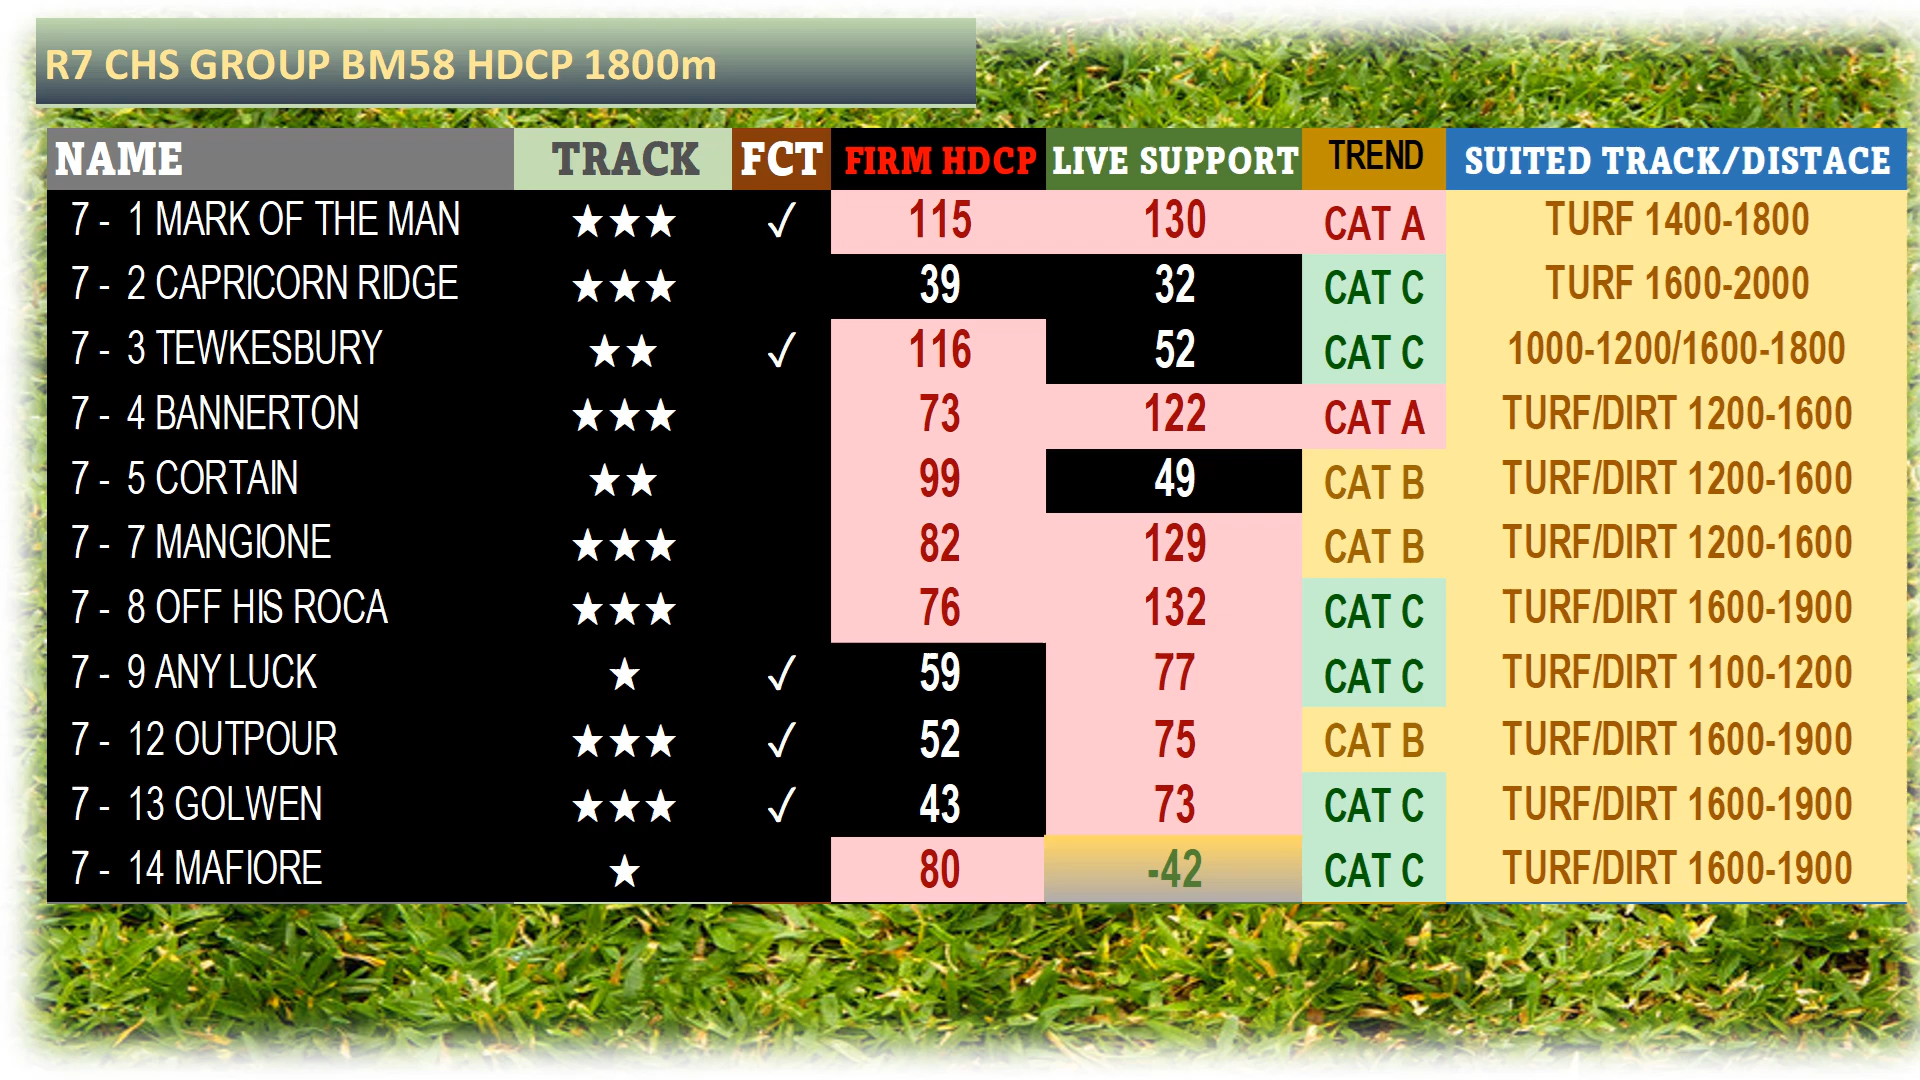 R7 CHS GROUP BM58 HDCP 1800m
NAME TRACK FCT FIRM HDCP LIVE SUPPORT TREND SUITED TRACK/DISTACE
7 - 1 MARK OF THE MAN ★★★ ✓ 115 130 CAT A TURF 1400-1800
7 - 2 CAPRICORN RIDGE ★★★ 39 32 CAT C TURF 1600-2000
7 - 3 TEWKESBURY ★★ ✓ 116 52 CAT C 1000-1200/1600-1800
7 - 4 BANNERTON ★★★ 73 122 CAT A TURF/DIRT 1200-1600
7 - 5 CORTAIN ★★ 99 49 CAT B TURF/DIRT 1200-1600
7 - 7 MANGIONE ★★★ 82 129 CAT B TURF/DIRT 1200-1600
7 - 8 OFF HIS ROCA ★★★ 76 132 CAT C TURF/DIRT 1600-1900
7 - 9 ANY LUCK ★ ✓ 59 77 CAT C TURF/DIRT 1100-1200
7 - 12 OUTPOUR ★★★ ✓ 52 75 CAT B TURF/DIRT 1600-1900
7 - 13 GOLWEN ★★★ ✓ 43 73 CAT C TURF/DIRT 1600-1900
7 - 14 MAFIORE ★ 80 -42 CAT C TURF/DIRT 1600-1900